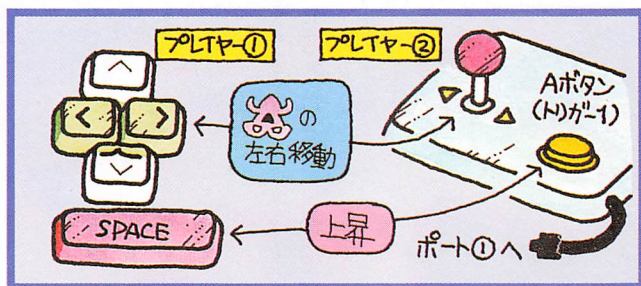 プレイヤー①
プレイヤー②
∧
< >
∨
の
左右移動
Aボタン
(トリガー1)
SPACE
上昇
ポート①へ